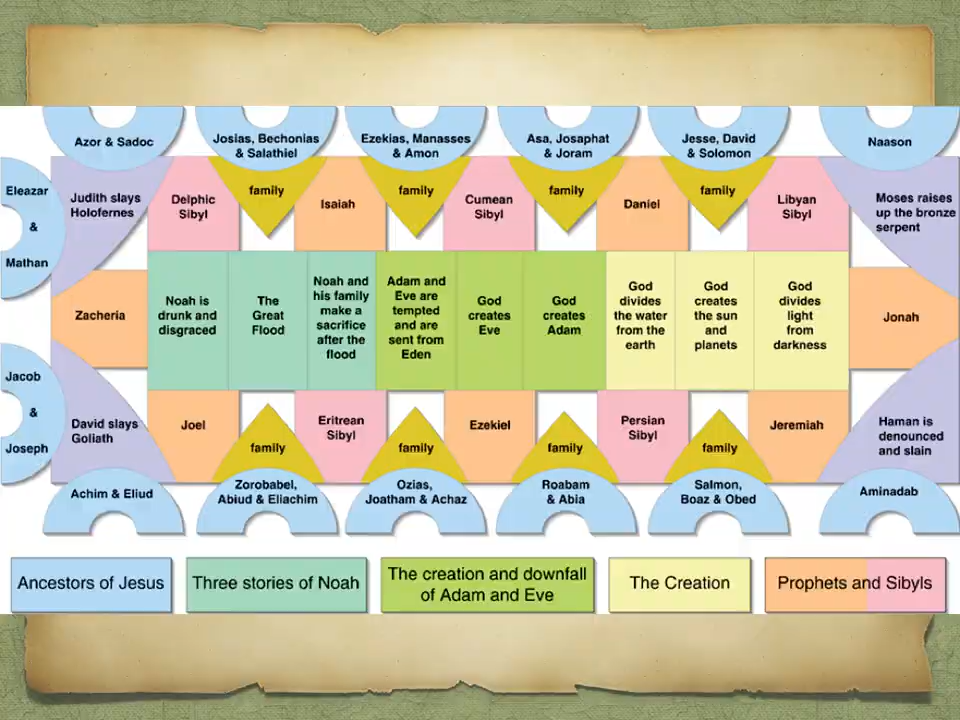 Azor & Sadoc
Josias, Bechonias
& Salathiel
Ezekias, Manasses
& Amon
Asa, Josaphat
& Joram
Jesse, David
& Solomon
Naason
Eleazar
&
Mathan
Judith slays
Holofernes
Delphic
Sibyl
family
Isaiah
family
Cumean
Sibyl
family
Daniel
family
Libyan
Sibyl
Moses raises
up the bronze
serpent
Zacheria
Noah is
drunk and
disgraced
The
Great
Flood
Noah and
his family
make a
sacrifice
after the
flood
Adam and
Eve are
tempted
and are
sent from
Eden
God
creates
Eve
God
creates
Adam
God
divides
the water
from the
earth
God
creates
the sun
and
planets
God
divides
light
from
darkness
Jonah
Jacob
&
Joseph
David slays
Goliath
Joel
family
Eritrean
Sibyl
family
Ezekiel
family
Persian
Sibyl
family
Jeremiah
Haman is
denounced
and slain
Achim & Eliud
Zorobabel,
Abiud & Eliachim
Ozias,
Joatham & Achaz
Roabam
& Abia
Salmon,
Boaz & Obed
Aminadab
Ancestors of Jesus
Three stories of Noah
The creation and downfall
of Adam and Eve
The Creation
Prophets and Sibyls